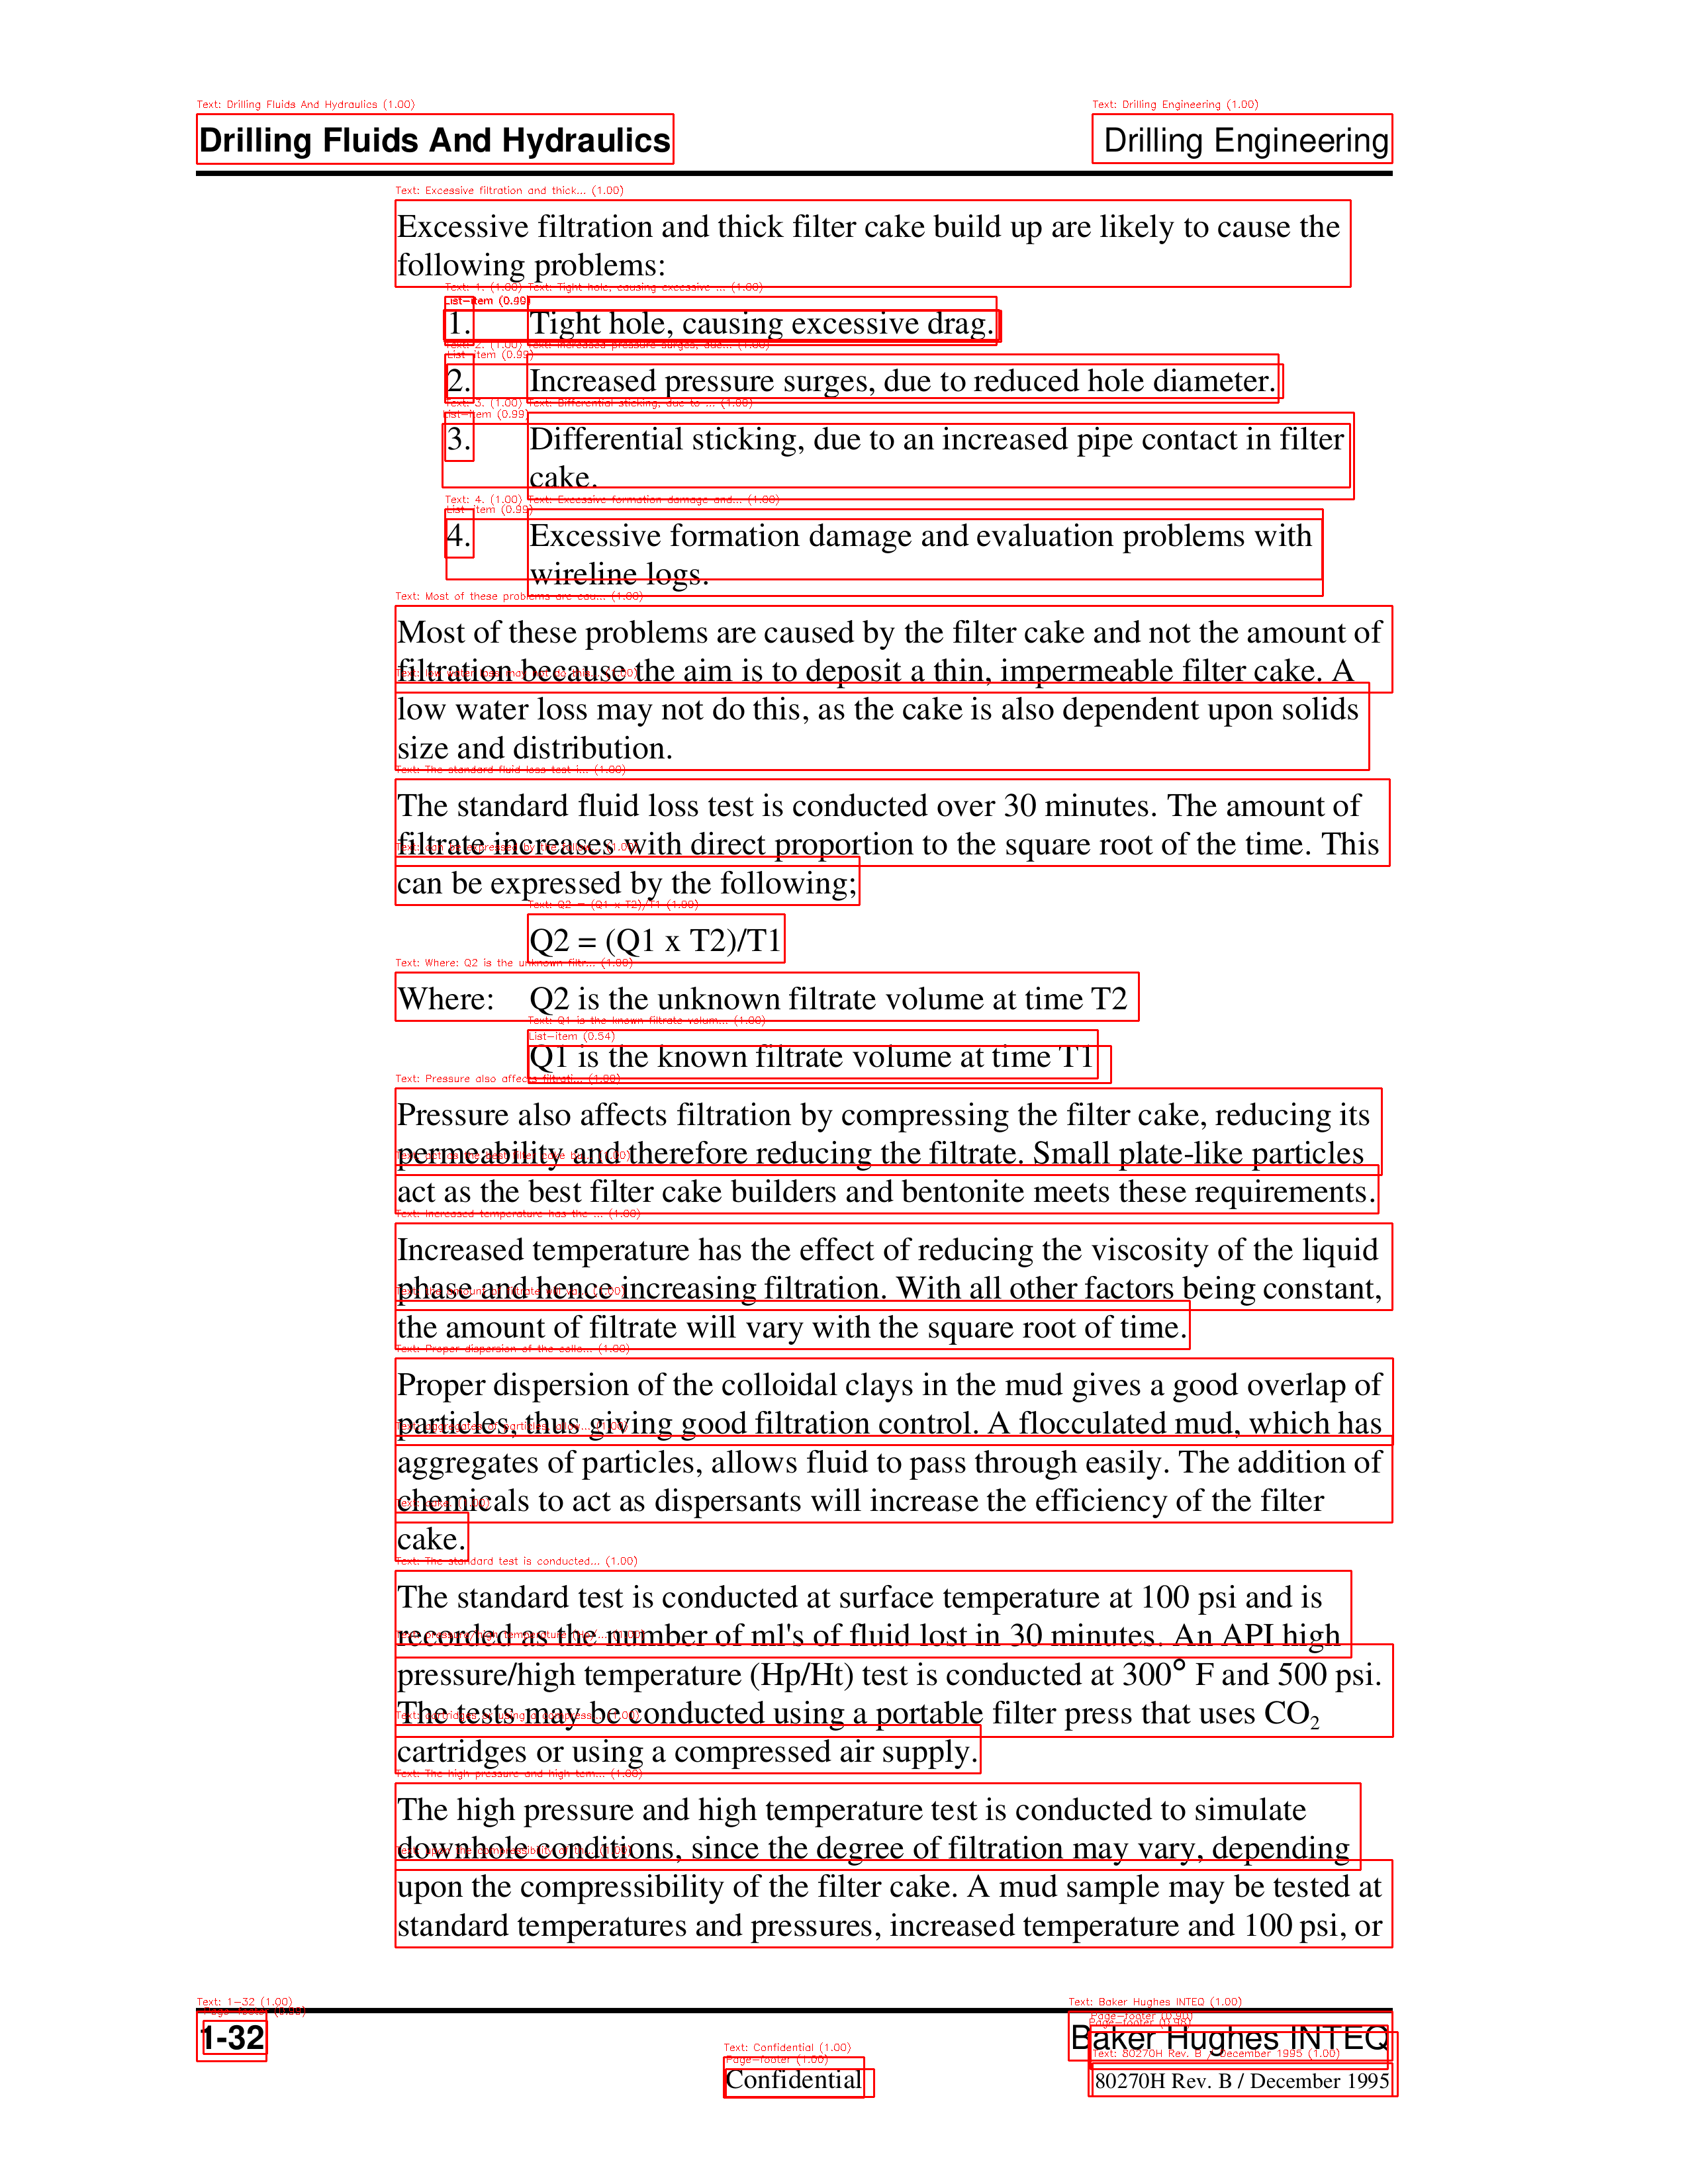 Drilling Fluids And Hydraulics
Drilling Engineering
Excessive filtration and thick filter cake build up are likely to cause the
following problems:
1. Tight hole, causing excessive drag.
2. Increased pressure surges, due to reduced hole diameter.
3. Differential sticking, due to an increased pipe contact in filter
cake.
4. Excessive formation damage and evaluation problems with
wireline logs.
Most of these problems are caused by the filter cake and not the amount of
filtration because the aim is to deposit a thin, impermeable filter cake. A
low water loss may not do this, as the cake is also dependent upon solids
size and distribution.
The standard fluid loss test is conducted over 30 minutes. The amount of
filtrate increases with direct proportion to the square root of the time. This
can be expressed by the following;
Q2 = (Q1 x T2)/T1
Where: Q2 is the unknown filtrate volume at time T2
Q1 is the known filtrate volume at time T1
Pressure also affects filtration by compressing the filter cake, reducing its
permeability and therefore reducing the filtrate. Small plate-like particles
act as the best filter cake builders and bentonite meets these requirements.
Increased temperature has the effect of reducing the viscosity of the liquid
phase and hence increasing filtration. With all other factors being constant,
the amount of filtrate will vary with the square root of time.
Proper dispersion of the colloidal clays in the mud gives a good overlap of
particles, thus giving good filtration control. A flocculated mud, which has
aggregates of particles, allows fluid to pass through easily. The addition of
chemicals to act as dispersants will increase the efficiency of the filter
cake.
The standard test is conducted at surface temperature at 100 psi and is
recorded as the number of ml's of fluid lost in 30 minutes. An API high
pressure/high temperature (Hp/Ht) test is conducted at 300° F and 500 psi.
The tests may be conducted using a portable filter press that uses CO₂
cartridges or using a compressed air supply.
The high pressure and high temperature test is conducted to simulate
downhole conditions, since the degree of filtration may vary, depending
upon the compressibility of the filter cake. A mud sample may be tested at
standard temperatures and pressures, increased temperature and 100 psi, or
1-32
Baker Hughes INTEQ
Confidential
80270H Rev. B / December 1995